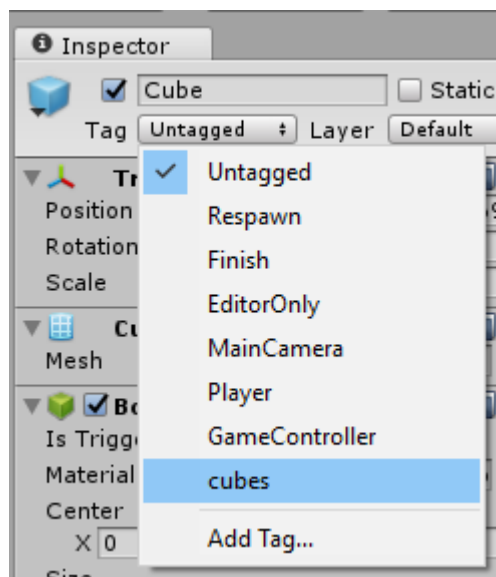 Inspector
Cube Static
Tag Untagged Layer Default
Untagged
Position Respawn
Rotation Finish
Scale EditorOnly
MainCamera
Mesh
Player
Is Trigg GameController
Material cubes
Center
X 0 Add Tag...